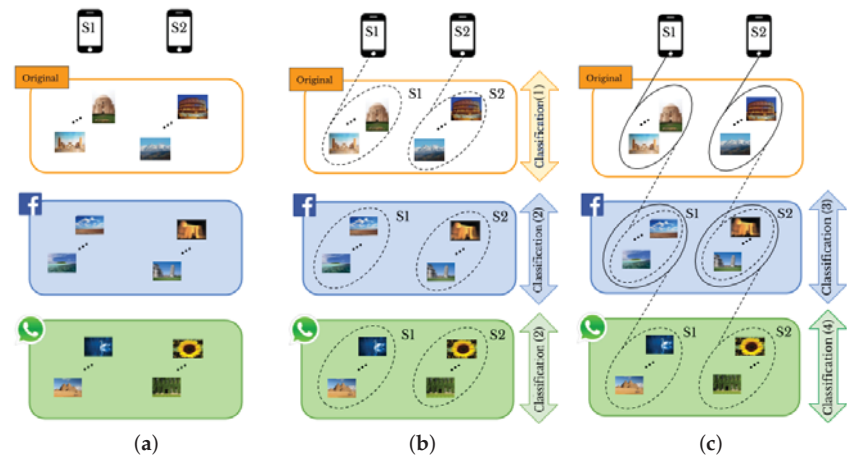 S1 S2
Original
(a)
S1 S2
Original
S1 S2
Classification(1)
S1 S2
Classification (2)
S1 S2
Classification (2)
(b)
S1 S2
Original
S1 S2
Classification (3)
S1 S2
Classification (4)
(c)